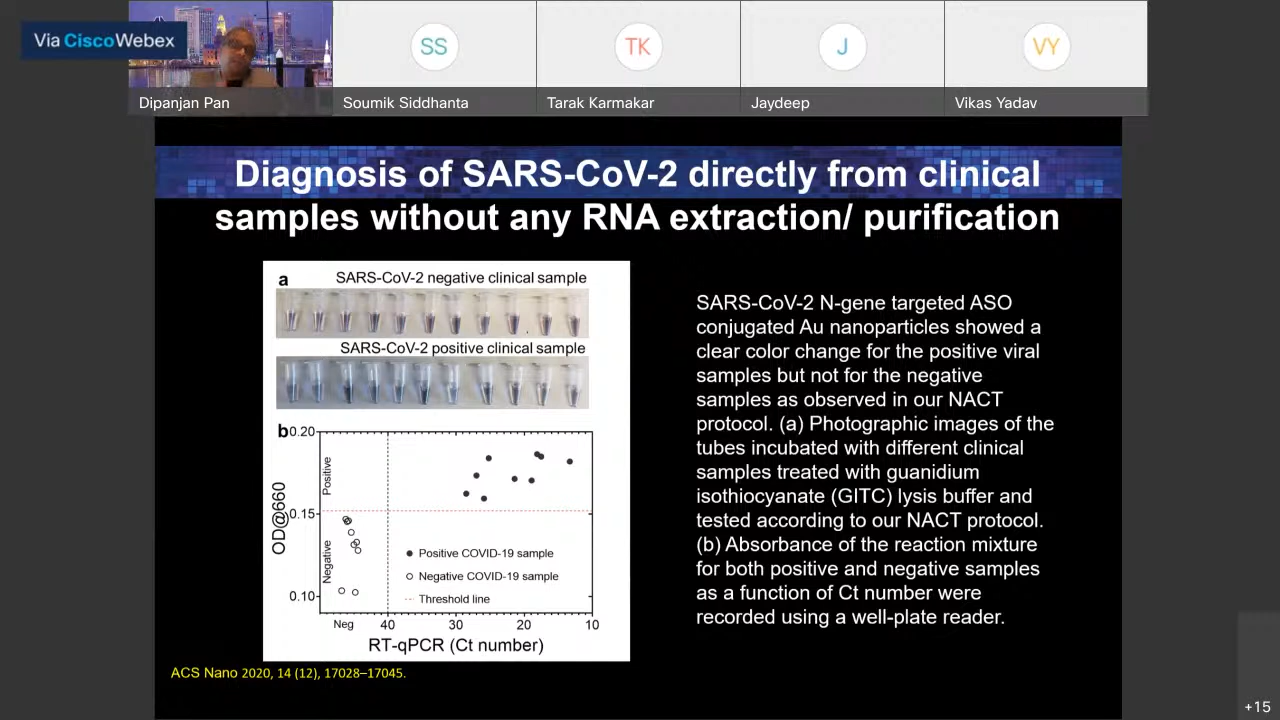 Via Cisco Webex
SS
TK
J
VY
Dipanjan Pan
Soumik Siddhanta
Tarak Karmakar
Jaydeep
Vikas Yadav
Diagnosis of SARS-CoV-2 directly from clinical
samples without any RNA extraction/ purification
a
SARS-CoV-2 negative clinical sample
SARS-CoV-2 positive clinical sample
b
0.20
0.15
0.10
OD@660
Positive
Negative
Positive COVID-19 sample
Negative COVID-19 sample
Threshold line
Neg
40
30
20
10
RT-qPCR (Ct number)
SARS-CoV-2 N-gene targeted ASO
conjugated Au nanoparticles showed a
clear color change for the positive viral
samples but not for the negative
samples as observed in our NACT
protocol. (a) Photographic images of the
tubes incubated with different clinical
samples treated with guanidium
isothiocyanate (GITC) lysis buffer and
tested according to our NACT protocol.
(b) Absorbance of the reaction mixture
for both positive and negative samples
as a function of Ct number were
recorded using a well-plate reader.
ACS Nano 2020, 14 (12), 17028–17045.
+15